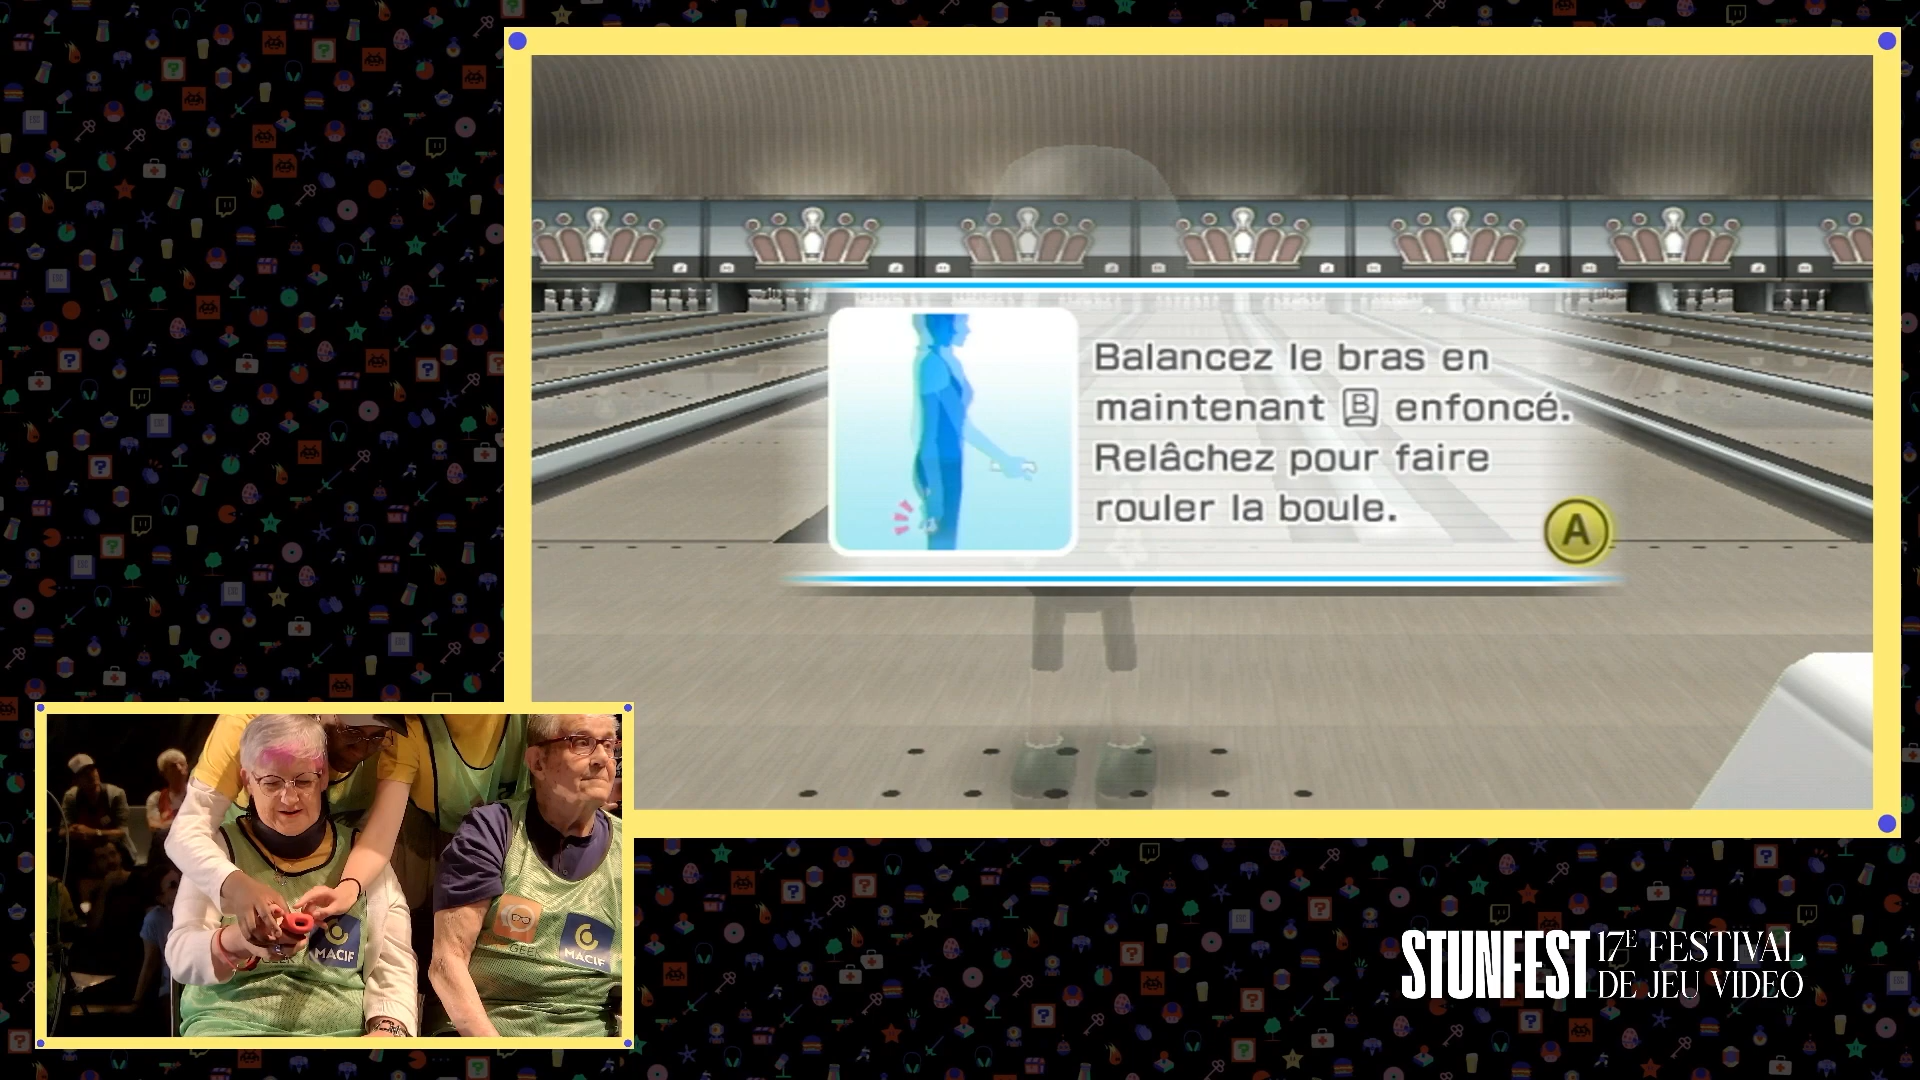 Balancez le bras en
maintenant B enfoncé.
Relâchez pour faire
rouler la boule.
A
GEEK
MACIF
MACIF
STUNFEST 17E FESTIVAL
DE JEU VIDEO